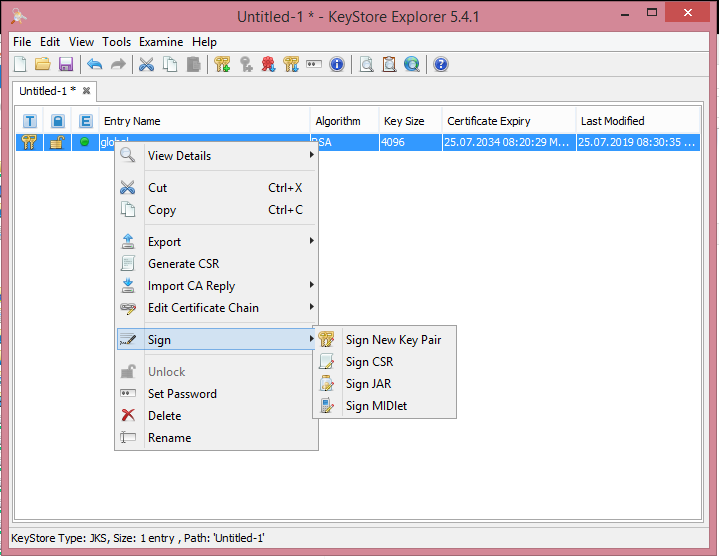 Untitled-1 * - KeyStore Explorer 5.4.1
File Edit View Tools Examine Help
Untitled-1 *
T E Entry Name Algorithm Key Size Certificate Expiry Last Modified
global RSA 4096 25.07.2034 08:20:29 M... 25.07.2019 08:30:35 ...
View Details
Cut Ctrl+X
Copy Ctrl+C
Export
Generate CSR
Import CA Reply
Edit Certificate Chain
Sign
Sign New Key Pair
Sign CSR
Sign JAR
Sign MIDlet
Unlock
Set Password
Delete
Rename
KeyStore Type: JKS, Size: 1 entry , Path: 'Untitled-1'